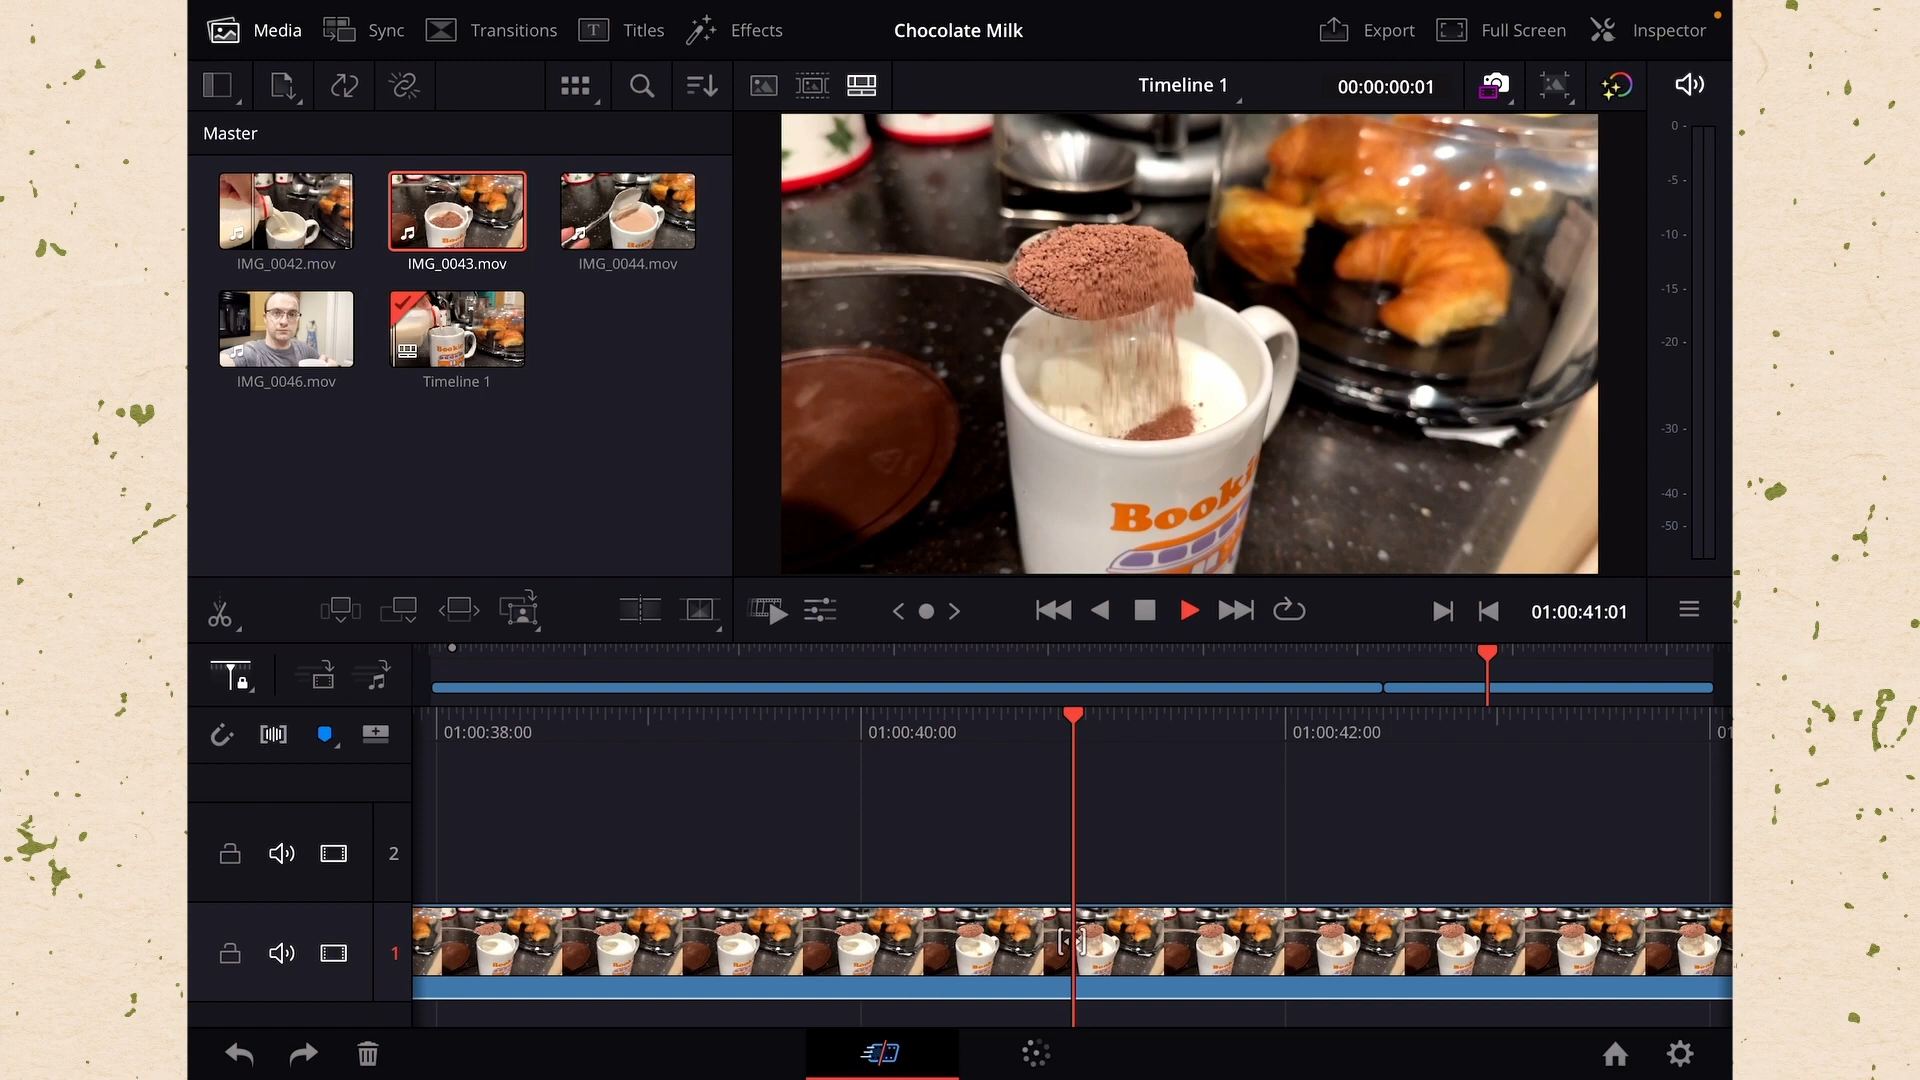 Media
Sync
Transitions
Titles
Effects
Chocolate Milk
Export
Full Screen
Inspector
Timeline 1
00:00:00:01
Master
IMG_0042.mov
IMG_0043.mov
IMG_0044.mov
IMG_0046.mov
Timeline 1
Booki
0
-5
-10
-15
-20
-30
-40
-50
01:00:41:01
01:00:38:00
01:00:40:00
01:00:42:00
2
1